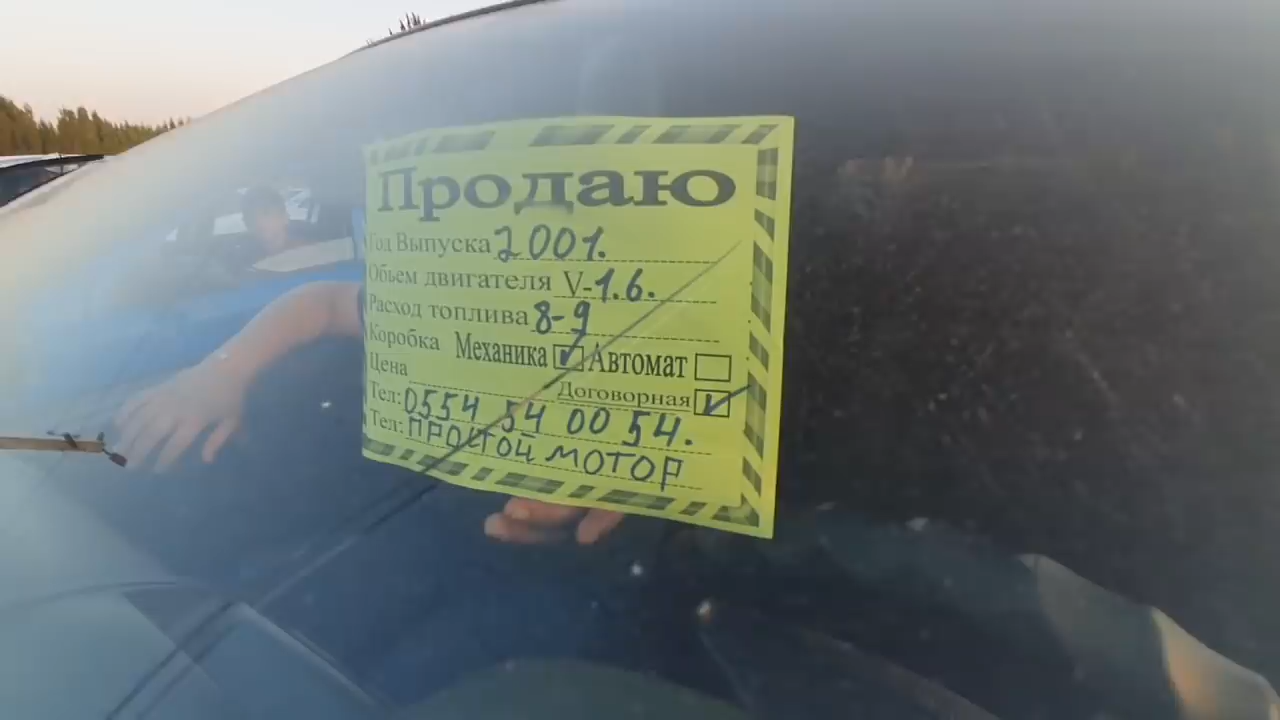 Продаю
Год Выпуска 2001.
Обьем двигателя V-1.6.
Расход топлива 8-9
Коробка Механика Автомат
Цена
Договорная
Тел: 0554 54 00 54.
Тел: ПРОСТОЙ МОТОР